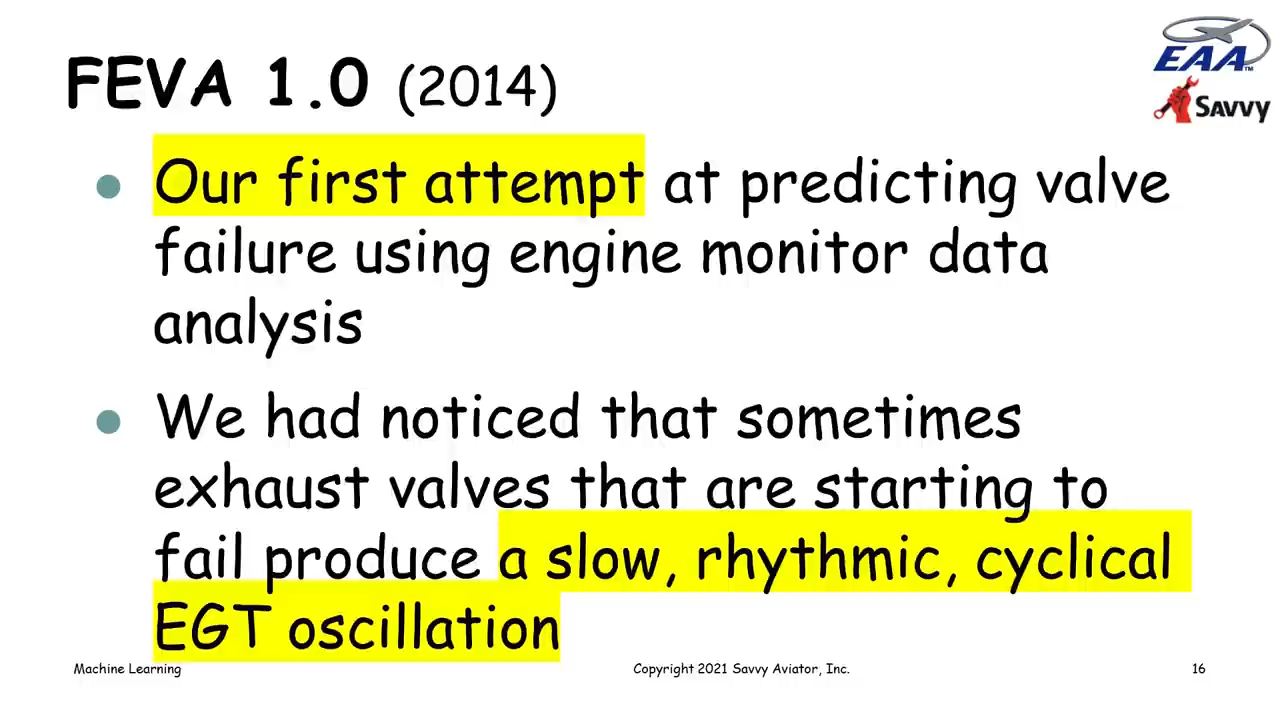 FEVA 1.0 (2014)
EAA™
Savvy
Our first attempt at predicting valve
failure using engine monitor data
analysis
We had noticed that sometimes
exhaust valves that are starting to
fail produce a slow, rhythmic, cyclical
EGT oscillation
Machine Learning
Copyright 2021 Savvy Aviator, Inc.
16